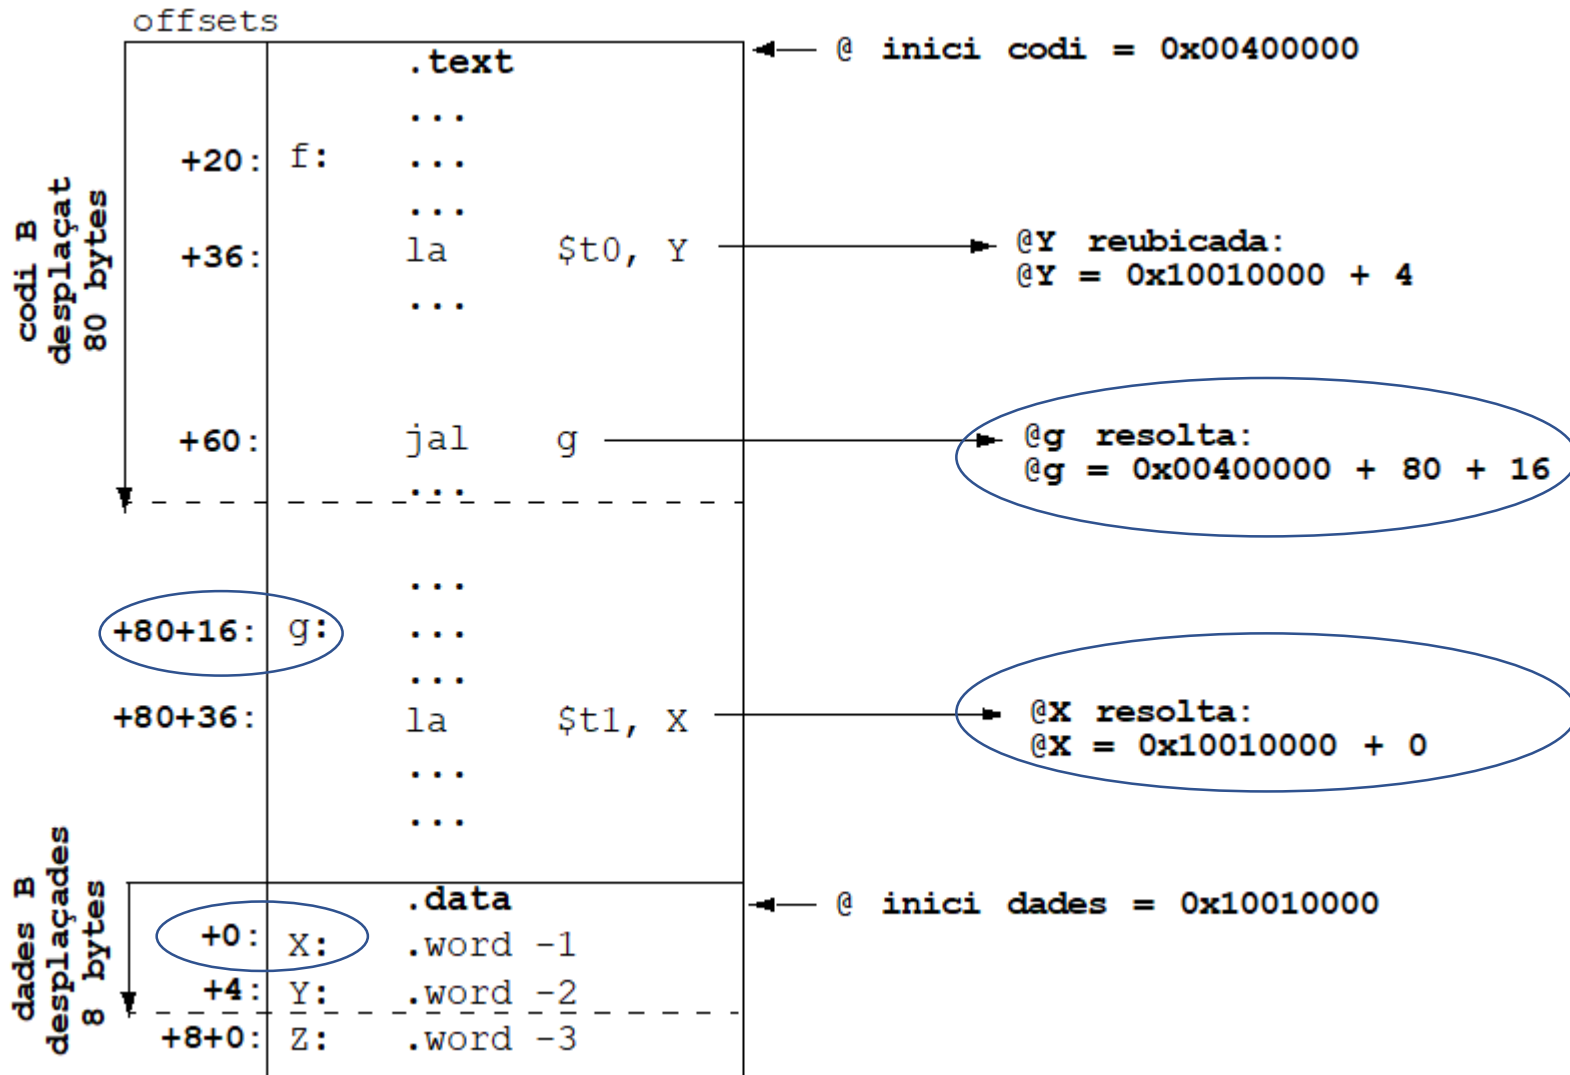 offsets
.text
@ inici codi = 0x00400000
...
+20: f: ...
...
+36: la $t0, Y
...
@Y reubicada:
@Y = 0x10010000 + 4
codi B
desplaçat
80 bytes
+60: jal g
...
@g resolta:
@g = 0x00400000 + 80 + 16
...
+80+16: g: ...
...
+80+36: la $t1, X
...
...
@X resolta:
@X = 0x10010000 + 0
.data
@ inici dades = 0x10010000
+0: X: .word -1
+4: Y: .word -2
+8+0: Z: .word -3
dades B
desplaçades
8 bytes